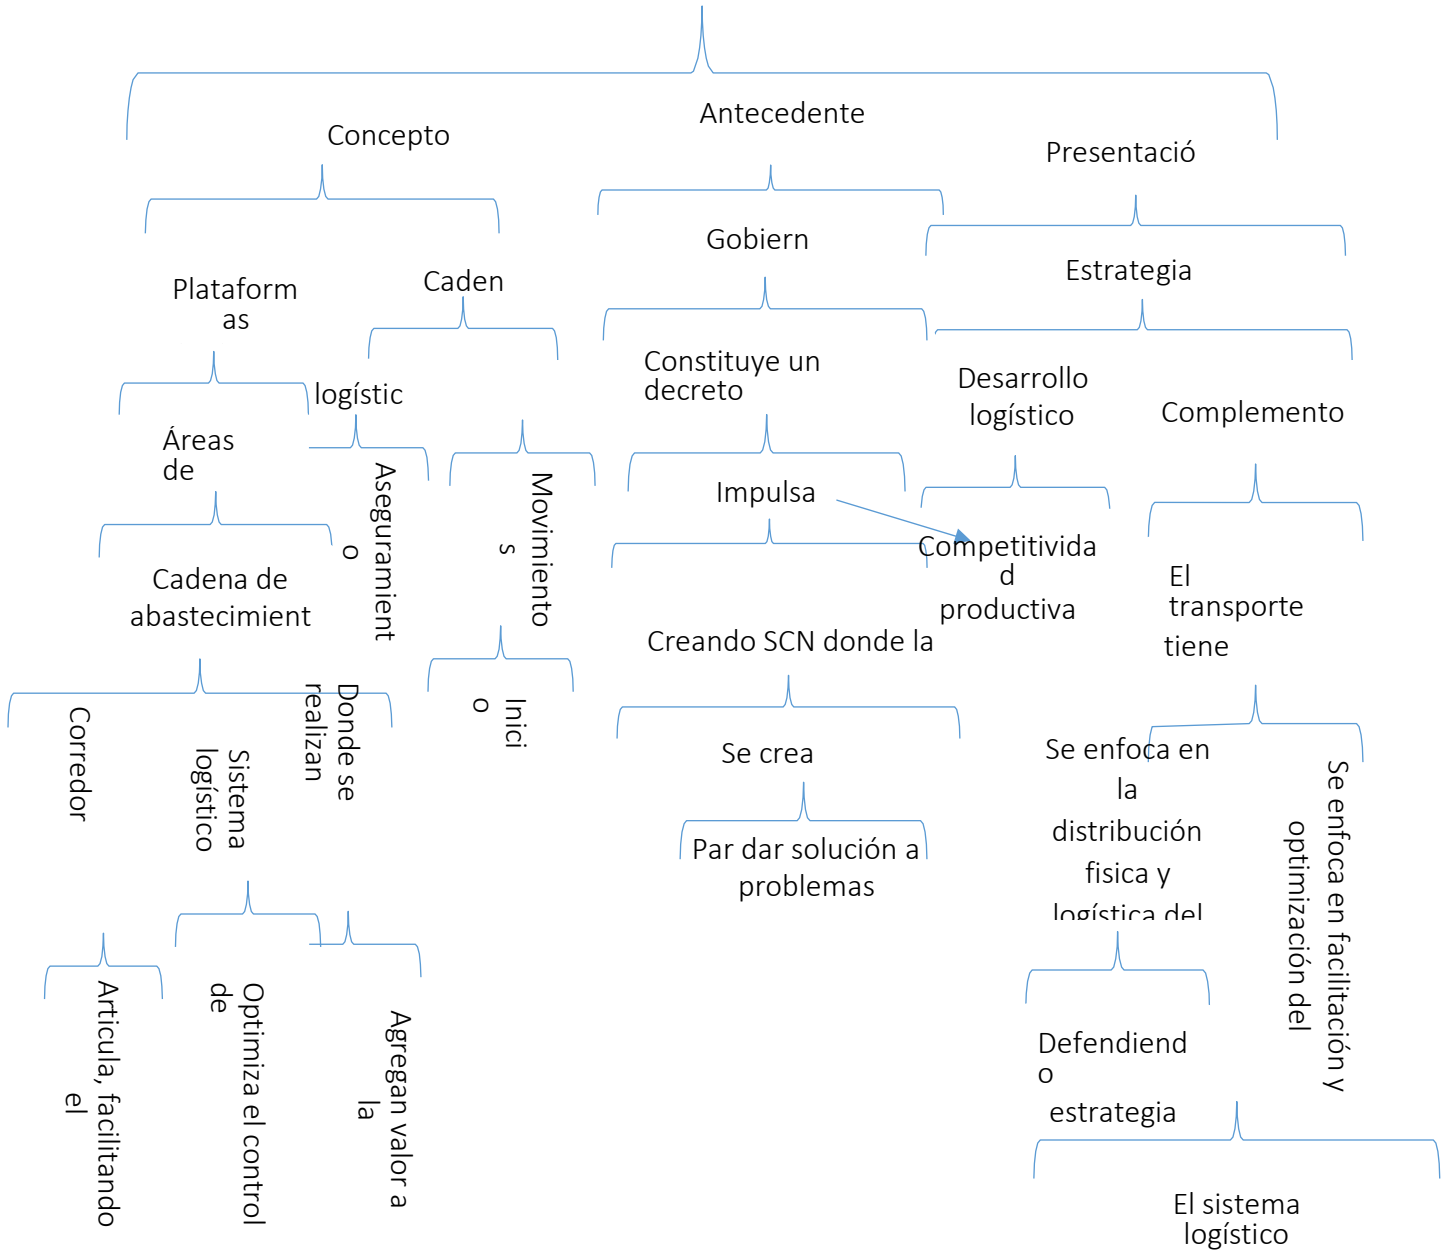 Antecedente
Concepto
Presentació
Gobiern
Estrategia
Caden
Plataform
as
Constituye un
decreto
Desarrollo
logístico
logístic
Complemento
Áreas
de
Aseguramient
o
Movimiento
s
Impulsa
Competitivida
d
productiva
Cadena de
abastecimient
El
transporte
tiene
Creando SCN donde la
Donde se
realizan
Inici
o
Corredor
Sistema
logístico
Se crea
Se enfoca en
la
distribución
fisica y
logística del
Se enfoca en facilitación y
optimización del
Par dar solución a
problemas
Articula, facilitando
el
Optimiza el control
de
Agregan valor a
la
Defendiend
o
estrategia
El sistema
logístico